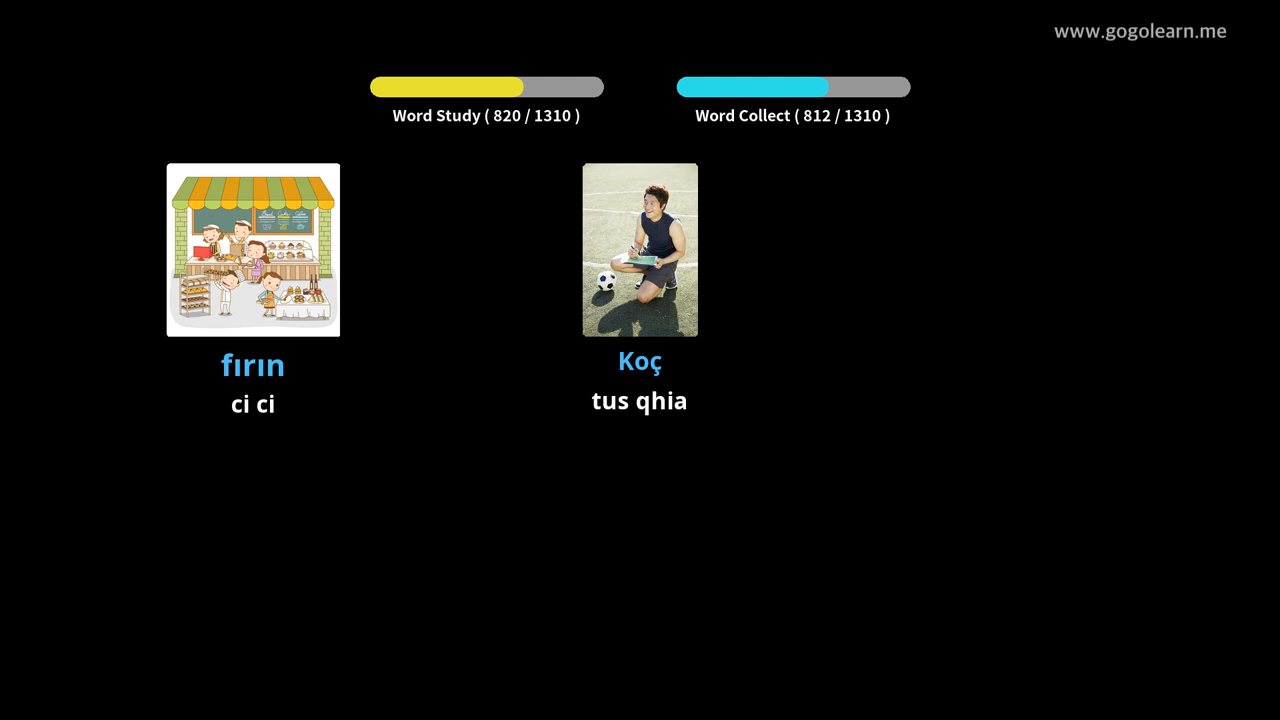 www.gogolearn.me
Word Study ( 820 / 1310 )
Word Collect ( 812 / 1310 )
fırın
ci ci
Koç
tus qhia